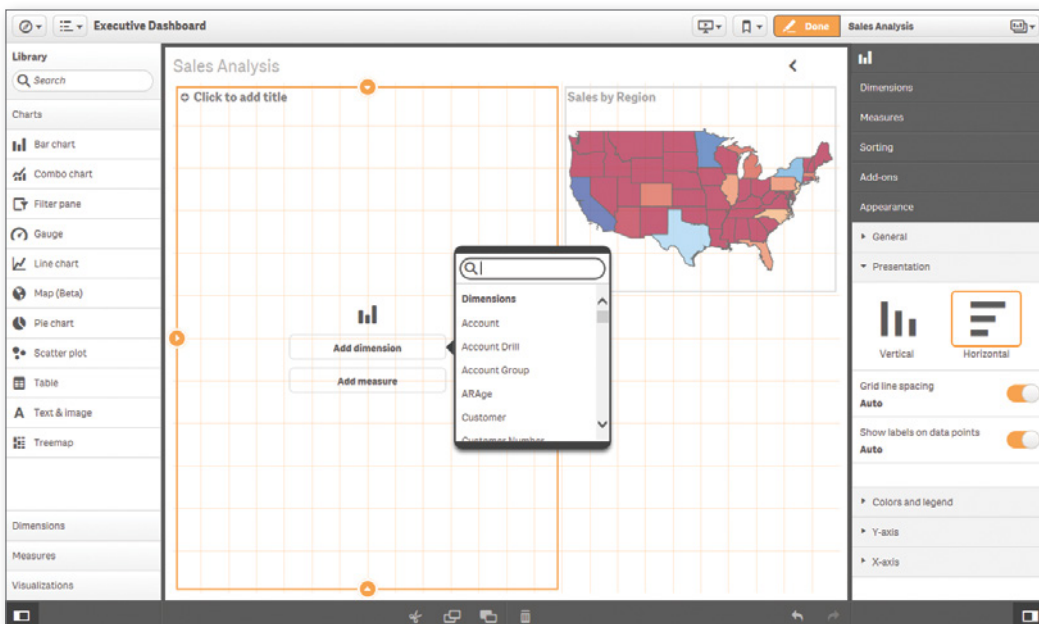 Executive Dashboard
Done
Sales Analysis
Library
Search
Charts
Bar chart
Combo chart
Filter pane
Gauge
Line chart
Map (Beta)
Pie chart
Scatter plot
Table
A Text & image
Treemap
Dimensions
Measures
Visualizations
Sales Analysis
Click to add title
Add dimension
Add measure
Dimensions
Account
Account Drill
Account Group
ARAge
Customer
Customer Number
Sales by Region
Dimensions
Measures
Sorting
Add-ons
Appearance
General
Presentation
Vertical
Horizontal
Grid line spacing
Auto
Show labels on data points
Auto
Colors and legend
Y-axis
X-axis